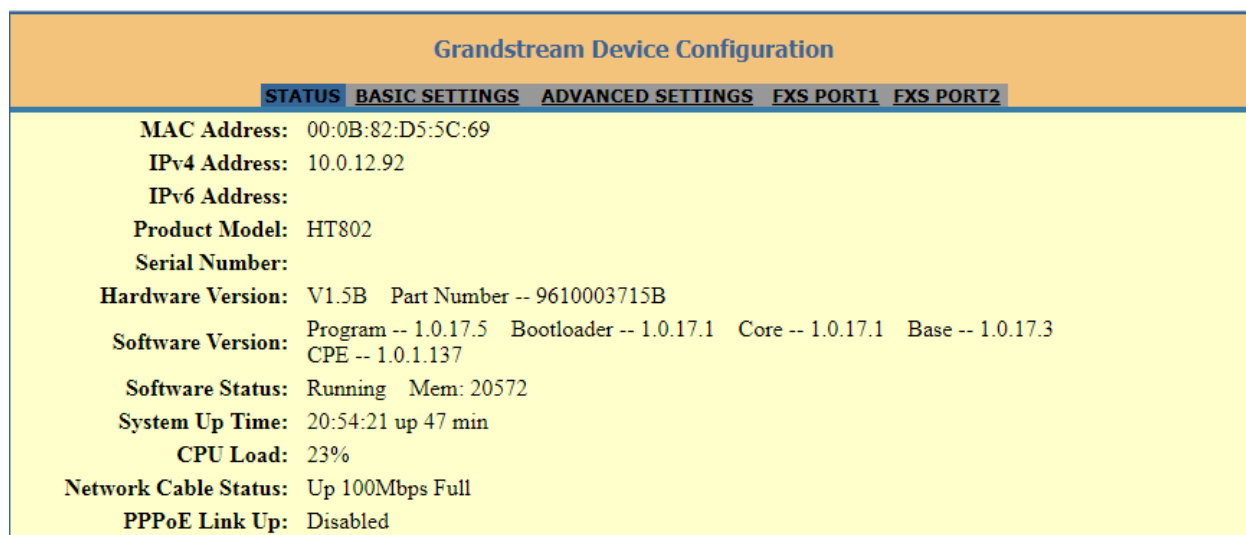 Grandstream Device Configuration
STATUS BASIC SETTINGS ADVANCED SETTINGS FXS PORT1 FXS PORT2
MAC Address: 00:0B:82:D5:5C:69
IPv4 Address: 10.0.12.92
IPv6 Address:
Product Model: HT802
Serial Number:
Hardware Version: V1.5B Part Number -- 9610003715B
Software Version: Program -- 1.0.17.5 Bootloader -- 1.0.17.1 Core -- 1.0.17.1 Base -- 1.0.17.3
CPE -- 1.0.1.137
Software Status: Running Mem: 20572
System Up Time: 20:54:21 up 47 min
CPU Load: 23%
Network Cable Status: Up 100Mbps Full
PPPoE Link Up: Disabled